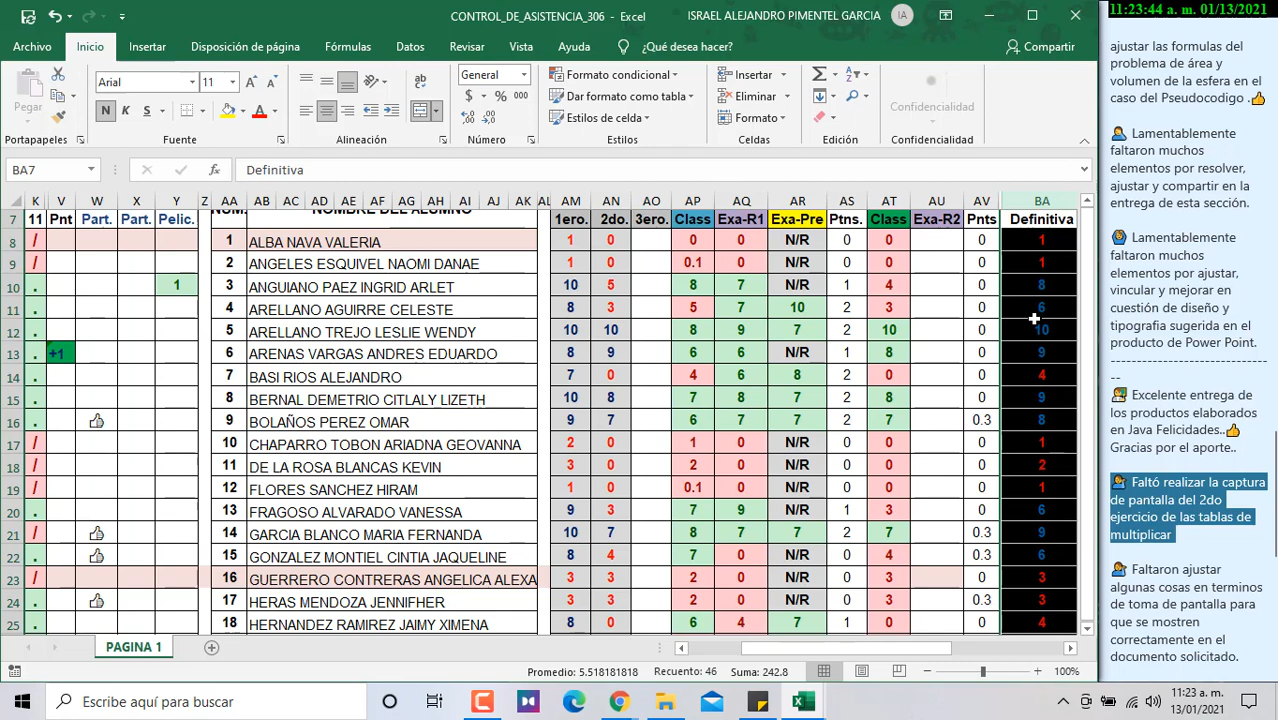 CONTROL_DE_ASISTENCIA_306 - Excel
ISRAEL ALEJANDRO PIMENTEL GARCIA
IA
Archivo Inicio Insertar Disposición de página Fórmulas Datos Revisar Vista Ayuda ¿Qué desea hacer? Compartir
Pegar
Arial 11
N K S
General
$ % 000
Formato condicional
Dar formato como tabla
Estilos de celda
Insertar
Eliminar
Formato
Confidencialidad
Portapapeles Fuente Alineación Número Estilos Celdas Edición Confidencialidad
BA7 fx Definitiva
K V W X Y Z AA AB AC AD AE AF AG AH AI AJ AK AL AM AN AO AP AQ AR AS AT AU AV BA
7 11 Pnt Part. Part. Pelic. NUM. NOMBRE DEL ALUMNO 1ero. 2do. 3ero. Class Exa-R1 Exa-Pre Ptns. Class Exa-R2 Pnts Definitiva
8 / 1 ALBA NAVA VALERIA 1 0 0 0 N/R 0 0 0 1
9 / 2 ANGELES ESQUIVEL NAOMI DANAE 1 0 0.1 0 N/R 0 0 0 1
10 . 1 3 ANGUIANO PAEZ INGRID ARLET 10 5 8 7 N/R 1 4 0 8
11 . 4 ARELLANO AGUIRRE CELESTE 8 3 5 7 10 2 3 0 6
12 . 5 ARELLANO TREJO LESLIE WENDY 10 10 8 9 7 2 10 0 10
13 . +1 6 ARENAS VARGAS ANDRES EDUARDO 8 9 6 6 N/R 1 8 0 9
14 . 7 BASI RIOS ALEJANDRO 7 0 4 6 8 2 0 0 4
15 . 8 BERNAL DEMETRIO CITLALY LIZETH 10 8 7 8 7 2 8 0 9
16 . 9 BOLAÑOS PEREZ OMAR 9 7 6 7 7 2 7 0.3 8
17 / 10 CHAPARRO TOBON ARIADNA GEOVANNA 2 0 1 0 N/R 0 0 0 1
18 / 11 DE LA ROSA BLANCAS KEVIN 3 0 2 0 N/R 0 0 0 2
19 / 12 FLORES SANCHEZ HIRAM 1 0 0.1 0 N/R 0 0 0 1
20 . 13 FRAGOSO ALVARADO VANESSA 9 3 7 9 N/R 1 3 0 6
21 / 14 GARCIA BLANCO MARIA FERNANDA 10 7 8 7 7 2 7 0.3 9
22 . 15 GONZALEZ MONTIEL CINTIA JAQUELINE 8 4 7 0 N/R 0 4 0.3 6
23 / 16 GUERRERO CONTRERAS ANGELICA ALEXA 3 3 2 0 N/R 0 3 0 3
24 . 17 HERAS MENDOZA JENNIFHER 3 3 2 0 N/R 0 3 0.3 3
25 . 18 HERNANDEZ RAMIREZ JAIMY XIMENA 8 0 6 4 7 1 0 0 4
PAGINA 1
Promedio: 5.518181818 Recuento: 46 Suma: 242.8 100%
Escribe aquí para buscar
11:23 a. m.
13/01/2021
11:23:44 a.m. 01/13/2021
ajustar las formulas del
problema de área y
volumen de la esfera en el
caso del Pseudocodigo .👍
Lamentablemente
faltaron muchos
elementos por resolver,
ajustar y compartir en la
entrega de esta sección.
Lamentablemente
faltaron muchos
elementos por ajustar,
vincular y mejorar en
cuestión de diseño y
tipografia sugerida en el
producto de Power Point.
----------------------------------
--
Excelente entrega de
los productos elaborados
en Java Felicidades..👍
Gracias por el aporte..
Faltó realizar la captura
de pantalla del 2do
ejercicio de las tablas de
multiplicar
Faltaron ajustar
algunas cosas en terminos
de toma de pantalla para
que se mostren
correctamente en el
documento solicitado.